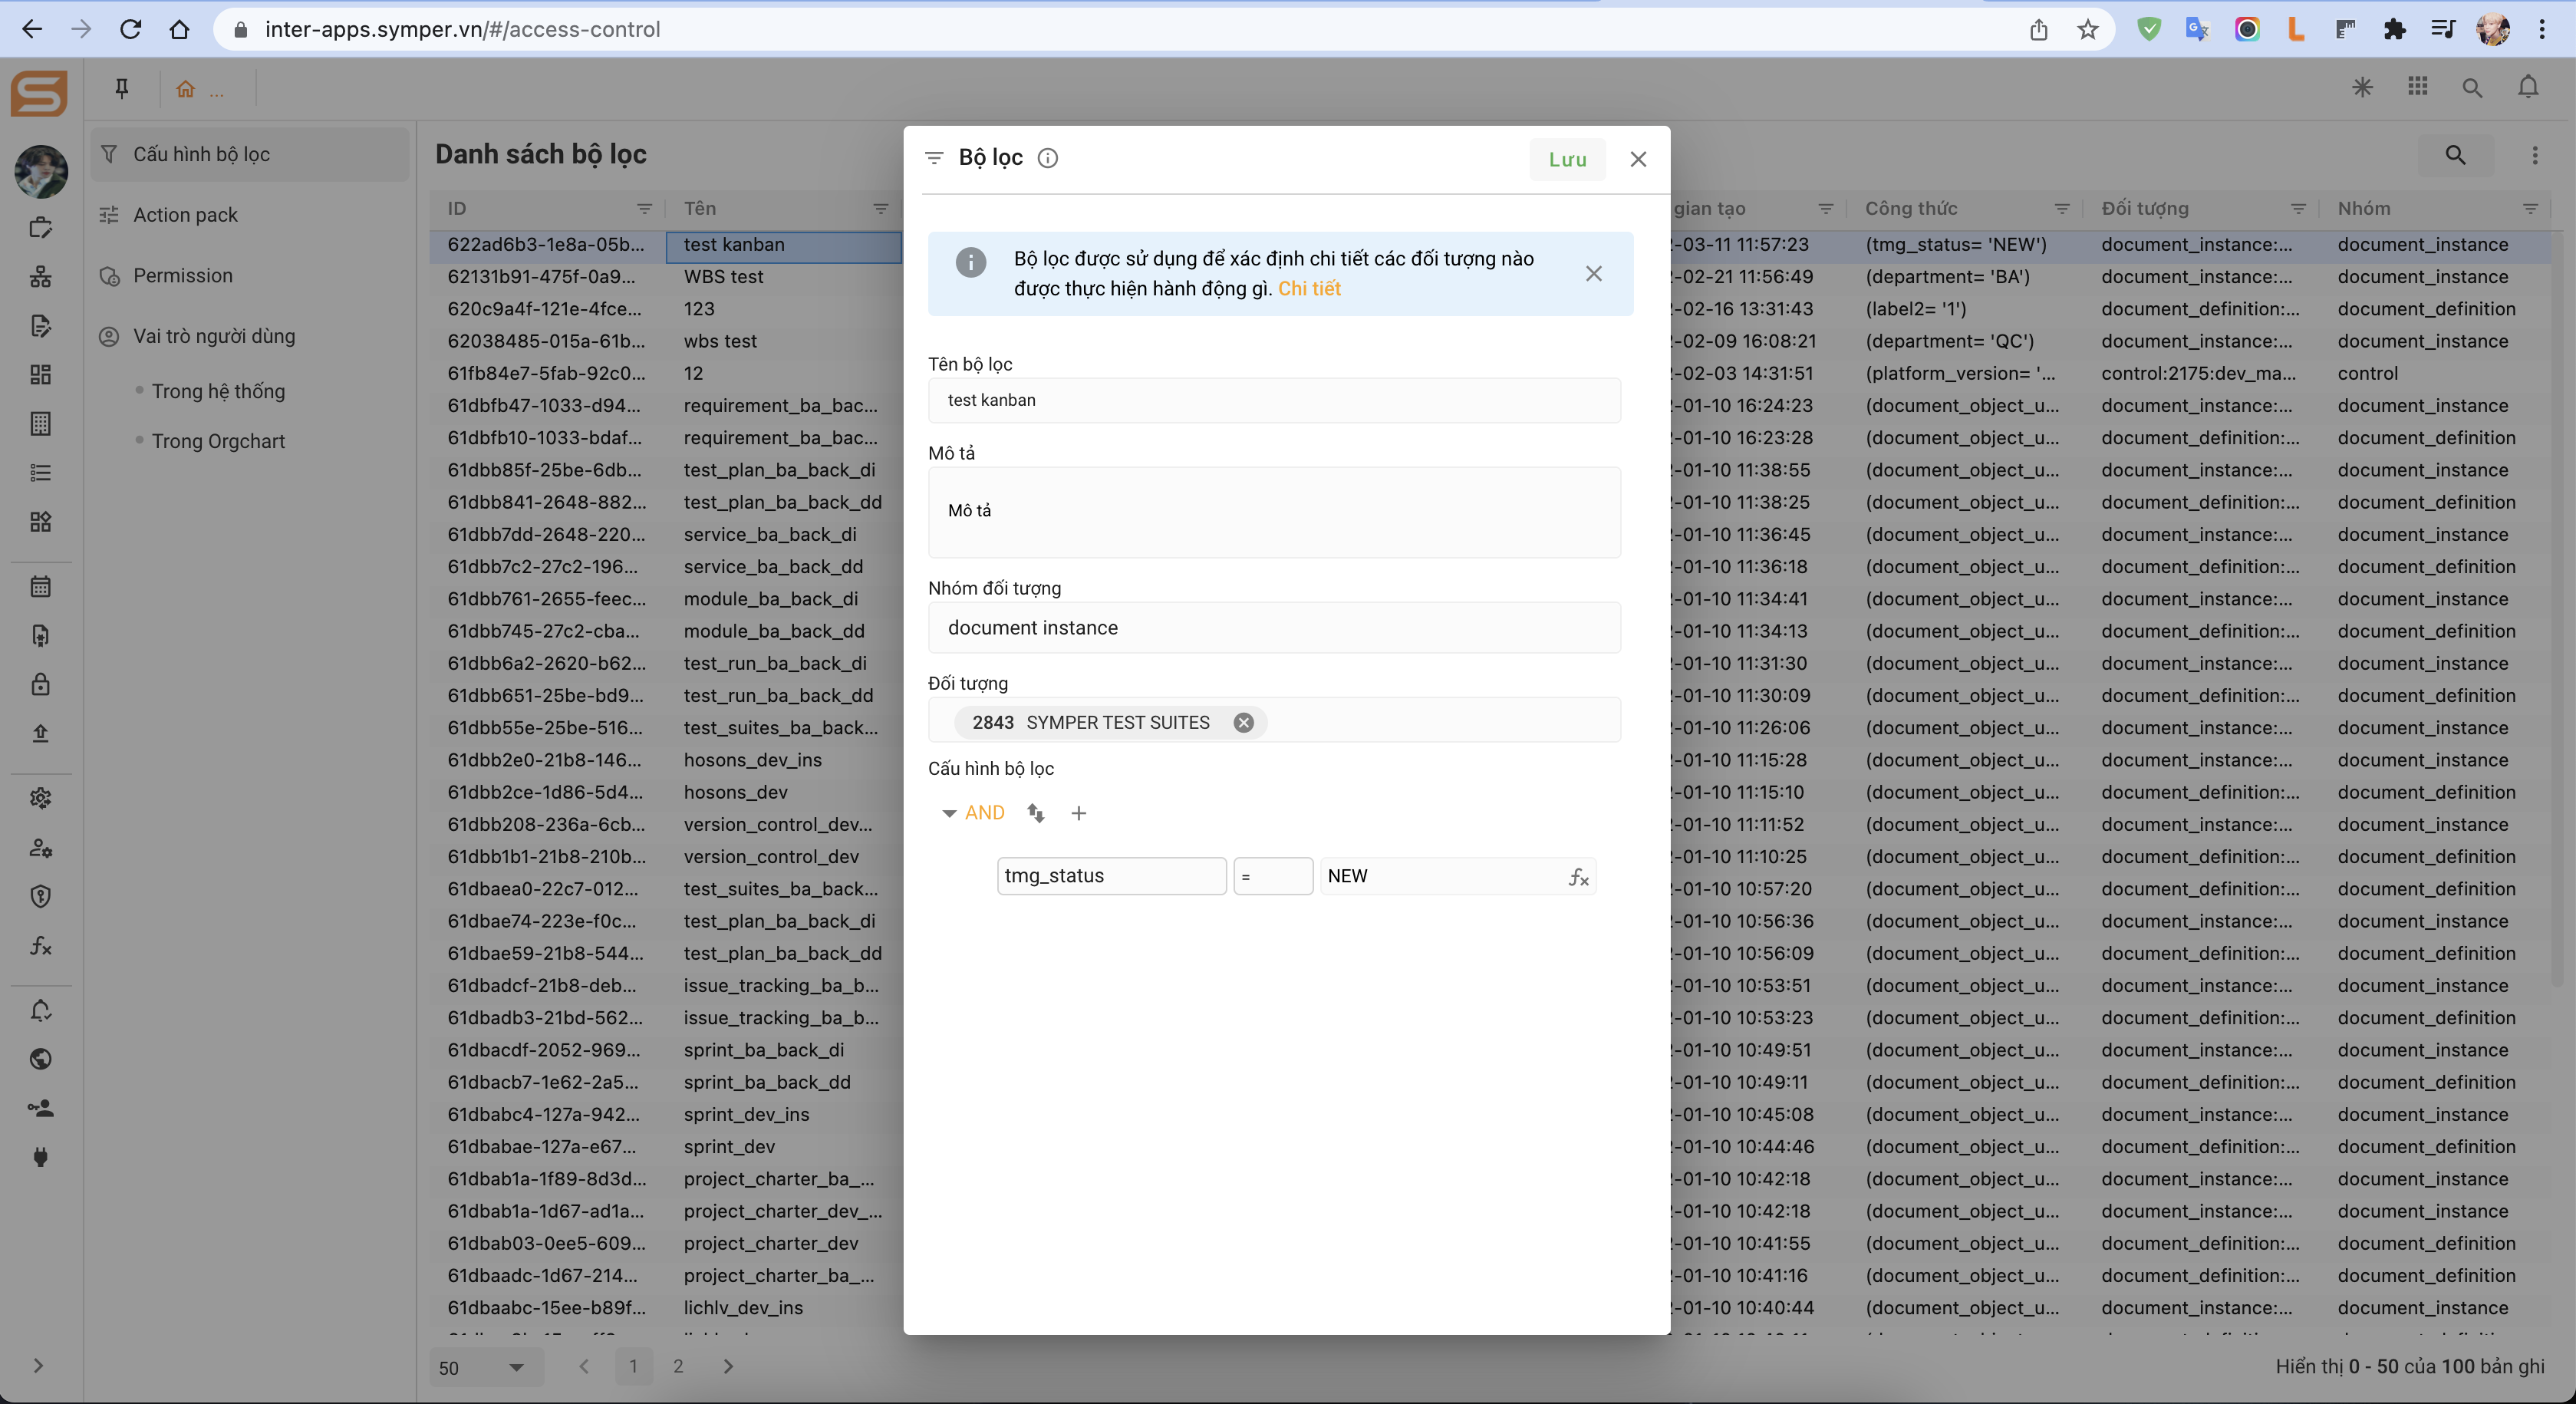 inter-apps.symper.vn/#/access-control
...
Cấu hình bộ lọc
Action pack
Permission
Vai trò người dùng
Trong hệ thống
Trong Orgchart
Danh sách bộ lọc
ID Tên gian tạo Công thức Đối tượng Nhóm
622ad6b3-1e8a-05b... test kanban -03-11 11:57:23 (tmg_status= 'NEW') document_instance:... document_instance
62131b91-475f-0a9... WBS test -02-21 11:56:49 (department= 'BA') document_instance:... document_instance
620c9a4f-121e-4fce... 123 -02-16 13:31:43 (label2= '1') document_definition:... document_definition
62038485-015a-61b... wbs test -02-09 16:08:21 (department= 'QC') document_instance:... document_instance
61fb84e7-5fab-92c0... 12 -02-03 14:31:51 (platform_version= '... control:2175:dev_ma... control
61dbfb47-1033-d94... requirement_ba_bac... -01-10 16:24:23 (document_object_u... document_instance:... document_instance
61dbfb10-1033-bdaf... requirement_ba_bac... -01-10 16:23:28 (document_object_u... document_definition:... document_definition
61dbb85f-25be-6db... test_plan_ba_back_di -01-10 11:38:55 (document_object_u... document_instance:... document_instance
61dbb841-2648-882... test_plan_ba_back_dd -01-10 11:38:25 (document_object_u... document_definition:... document_definition
61dbb7dd-2648-220... service_ba_back_di -01-10 11:36:45 (document_object_u... document_instance:... document_instance
61dbb7c2-27c2-196... service_ba_back_dd -01-10 11:36:18 (document_object_u... document_definition:... document_definition
61dbb761-2655-feec... module_ba_back_di -01-10 11:34:41 (document_object_u... document_instance:... document_instance
61dbb745-27c2-cba... module_ba_back_dd -01-10 11:34:13 (document_object_u... document_definition:... document_definition
61dbb6a2-2620-b62... test_run_ba_back_di -01-10 11:31:30 (document_object_u... document_instance:... document_instance
61dbb651-25be-bd9... test_run_ba_back_dd -01-10 11:30:09 (document_object_u... document_definition:... document_definition
61dbb55e-25be-516... test_suites_ba_back... -01-10 11:26:06 (document_object_u... document_definition:... document_definition
61dbb2e0-21b8-146... hosons_dev_ins -01-10 11:15:28 (document_object_u... document_instance:... document_instance
61dbb2ce-1d86-5d4... hosons_dev -01-10 11:15:10 (document_object_u... document_definition:... document_definition
61dbb208-236a-6cb... version_control_dev... -01-10 11:11:52 (document_object_u... document_instance:... document_instance
61dbb1b1-21b8-210b... version_control_dev -01-10 11:10:25 (document_object_u... document_definition:... document_definition
61dbaea0-22c7-012... test_suites_ba_back... -01-10 10:57:20 (document_object_u... document_definition:... document_definition
61dbae74-223e-f0c... test_plan_ba_back_di -01-10 10:56:36 (document_object_u... document_instance:... document_instance
61dbae59-21b8-544... test_plan_ba_back_dd -01-10 10:56:09 (document_object_u... document_definition:... document_definition
61dbadcf-21b8-deb... issue_tracking_ba_b... -01-10 10:53:51 (document_object_u... document_instance:... document_instance
61dbadb3-21bd-562... issue_tracking_ba_b... -01-10 10:53:23 (document_object_u... document_definition:... document_definition
61dbacdf-2052-969... sprint_ba_back_di -01-10 10:49:51 (document_object_u... document_instance:... document_instance
61dbacb7-1e62-2a5... sprint_ba_back_dd -01-10 10:49:11 (document_object_u... document_definition:... document_definition
61dbabc4-127a-942... sprint_dev_ins -01-10 10:45:08 (document_object_u... document_instance:... document_instance
61dbabae-127a-e67... sprint_dev -01-10 10:44:46 (document_object_u... document_definition:... document_definition
61dbab1a-1f89-8d3d... project_charter_ba_... -01-10 10:42:18 (document_object_u... document_instance:... document_instance
61dbab1a-1d67-ad1a... project_charter_dev_... -01-10 10:42:18 (document_object_u... document_instance:... document_instance
61dbab03-0ee5-609... project_charter_dev -01-10 10:41:55 (document_object_u... document_definition:... document_definition
61dbaadc-1d67-214... project_charter_ba_... -01-10 10:41:16 (document_object_u... document_definition:... document_definition
61dbaabc-15ee-b89f... lichlv_dev_ins -01-10 10:40:44 (document_object_u... document_instance:... document_instance
50 1 2
Hiển thị 0 - 50 của 100 bản ghi
Bộ lọc
Lưu
Bộ lọc được sử dụng để xác định chi tiết các đối tượng nào
được thực hiện hành động gì. Chi tiết
Tên bộ lọc
test kanban
Mô tả
Mô tả
Nhóm đối tượng
document instance
Đối tượng
2843 SYMPER TEST SUITES
Cấu hình bộ lọc
AND
tmg_status = NEW fx